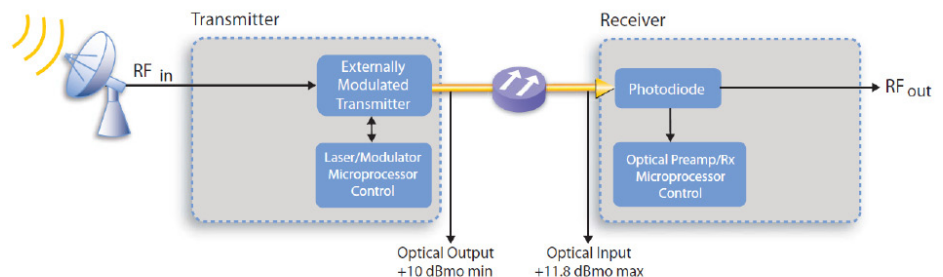 Transmitter
Receiver
RF in
Externally
Modulated
Transmitter
Photodiode
RF out
Laser/Modulator
Microprocessor
Control
Optical Preamp/Rx
Microprocessor
Control
Optical Output
+10 dBmo min
Optical Input
+11.8 dBmo max